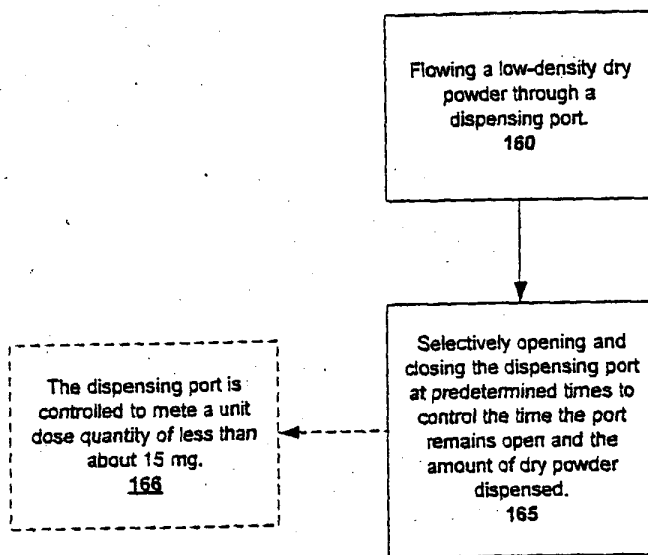 Flowing a low-density dry
powder through a
dispensing port.
160
Selectively opening and
closing the dispensing port
at predetermined times to
control the time the port
remains open and the
amount of dry powder
dispensed.
165
The dispensing port is
controlled to mete a unit
dose quantity of less than
about 15 mg.
166